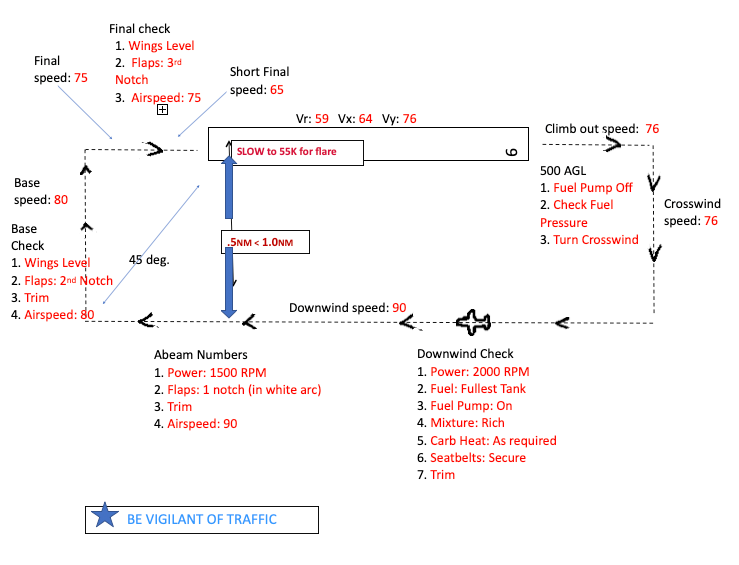 Final check
1. Wings Level
2. Flaps: 3rd
Notch
3. Airspeed: 75
Final
speed: 75
Short Final
speed: 65
Vr: 59 Vx: 64 Vy: 76
SLOW to 55K for flare
9
Climb out speed: 76
500 AGL
1. Fuel Pump Off
2. Check Fuel
Pressure
3. Turn Crosswind
Crosswind
speed: 76
Base
speed: 80
Base
Check
1. Wings Level
2. Flaps: 2nd Notch
3. Trim
4. Airspeed: 80
45 deg.
.5NM < 1.0NM
Downwind speed: 90
Abeam Numbers
1. Power: 1500 RPM
2. Flaps: 1 notch (in white arc)
3. Trim
4. Airspeed: 90
Downwind Check
1. Power: 2000 RPM
2. Fuel: Fullest Tank
3. Fuel Pump: On
4. Mixture: Rich
5. Carb Heat: As required
6. Seatbelts: Secure
7. Trim
BE VIGILANT OF TRAFFIC